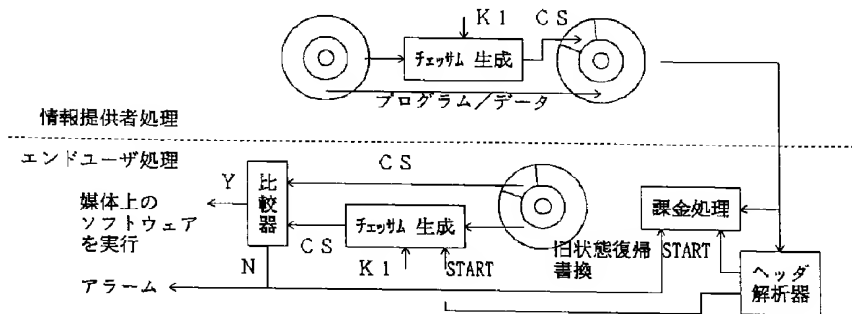 K1 CS
チェッサム 生成
プログラム／データ
情報提供者処理
エンドユーザ処理
CS
Y
比較器
媒体上の
ソフトウェア
を実行
チェッサム 生成
課金処理
CS
旧状態復帰
書換
START
N
K1
START
アラーム
ヘッダ
解析器